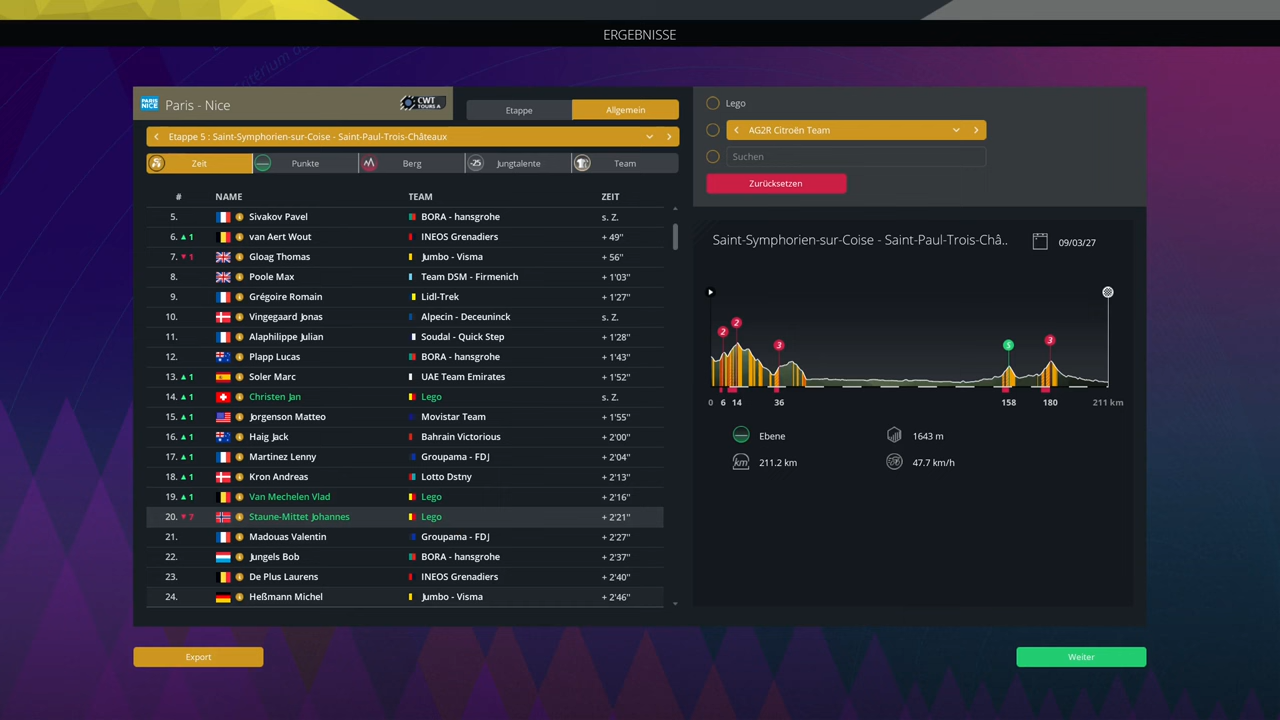 ERGEBNISSE
Paris - Nice
PARIS NICE
CWT TOURS A
Etappe
Allgemein
Etappe 5 : Saint-Symphorien-sur-Coise - Saint-Paul-Trois-Châteaux
Zeit Punkte Berg -25 Jungtalente Team
# NAME TEAM ZEIT
5. Sivakov Pavel BORA - hansgrohe s. Z.
6. ▲ 1 van Aert Wout INEOS Grenadiers + 49''
7. ▼ 1 Gloag Thomas Jumbo - Visma + 56''
8. Poole Max Team DSM - Firmenich + 1'03''
9. Grégoire Romain Lidl-Trek + 1'27''
10. Vingegaard Jonas Alpecin - Deceuninck s. Z.
11. Alaphilippe Julian Soudal - Quick Step + 1'28''
12. Plapp Lucas BORA - hansgrohe + 1'43''
13. ▲ 1 Soler Marc UAE Team Emirates + 1'52''
14. ▲ 1 Christen Jan Lego s. Z.
15. ▲ 1 Jorgenson Matteo Movistar Team + 1'55''
16. ▲ 1 Haig Jack Bahrain Victorious + 2'00''
17. ▲ 1 Martinez Lenny Groupama - FDJ + 2'04''
18. ▲ 1 Kron Andreas Lotto Dstny + 2'13''
19. ▲ 1 Van Mechelen Vlad Lego + 2'16''
20. ▼ 7 Staune-Mittet Johannes Lego + 2'21''
21. Madouas Valentin Groupama - FDJ + 2'27''
22. Jungels Bob BORA - hansgrohe + 2'37''
23. De Plus Laurens INEOS Grenadiers + 2'40''
24. Heßmann Michel Jumbo - Visma + 2'46''
Lego
AG2R Citroën Team
Suchen
Zurücksetzen
Saint-Symphorien-sur-Coise - Saint-Paul-Trois-Châ..
09/03/27
2 2 3 S 3
0 6 14 36 158 180 211 km
Ebene
1643 m
km 211.2 km
47.7 km/h
Export
Weiter